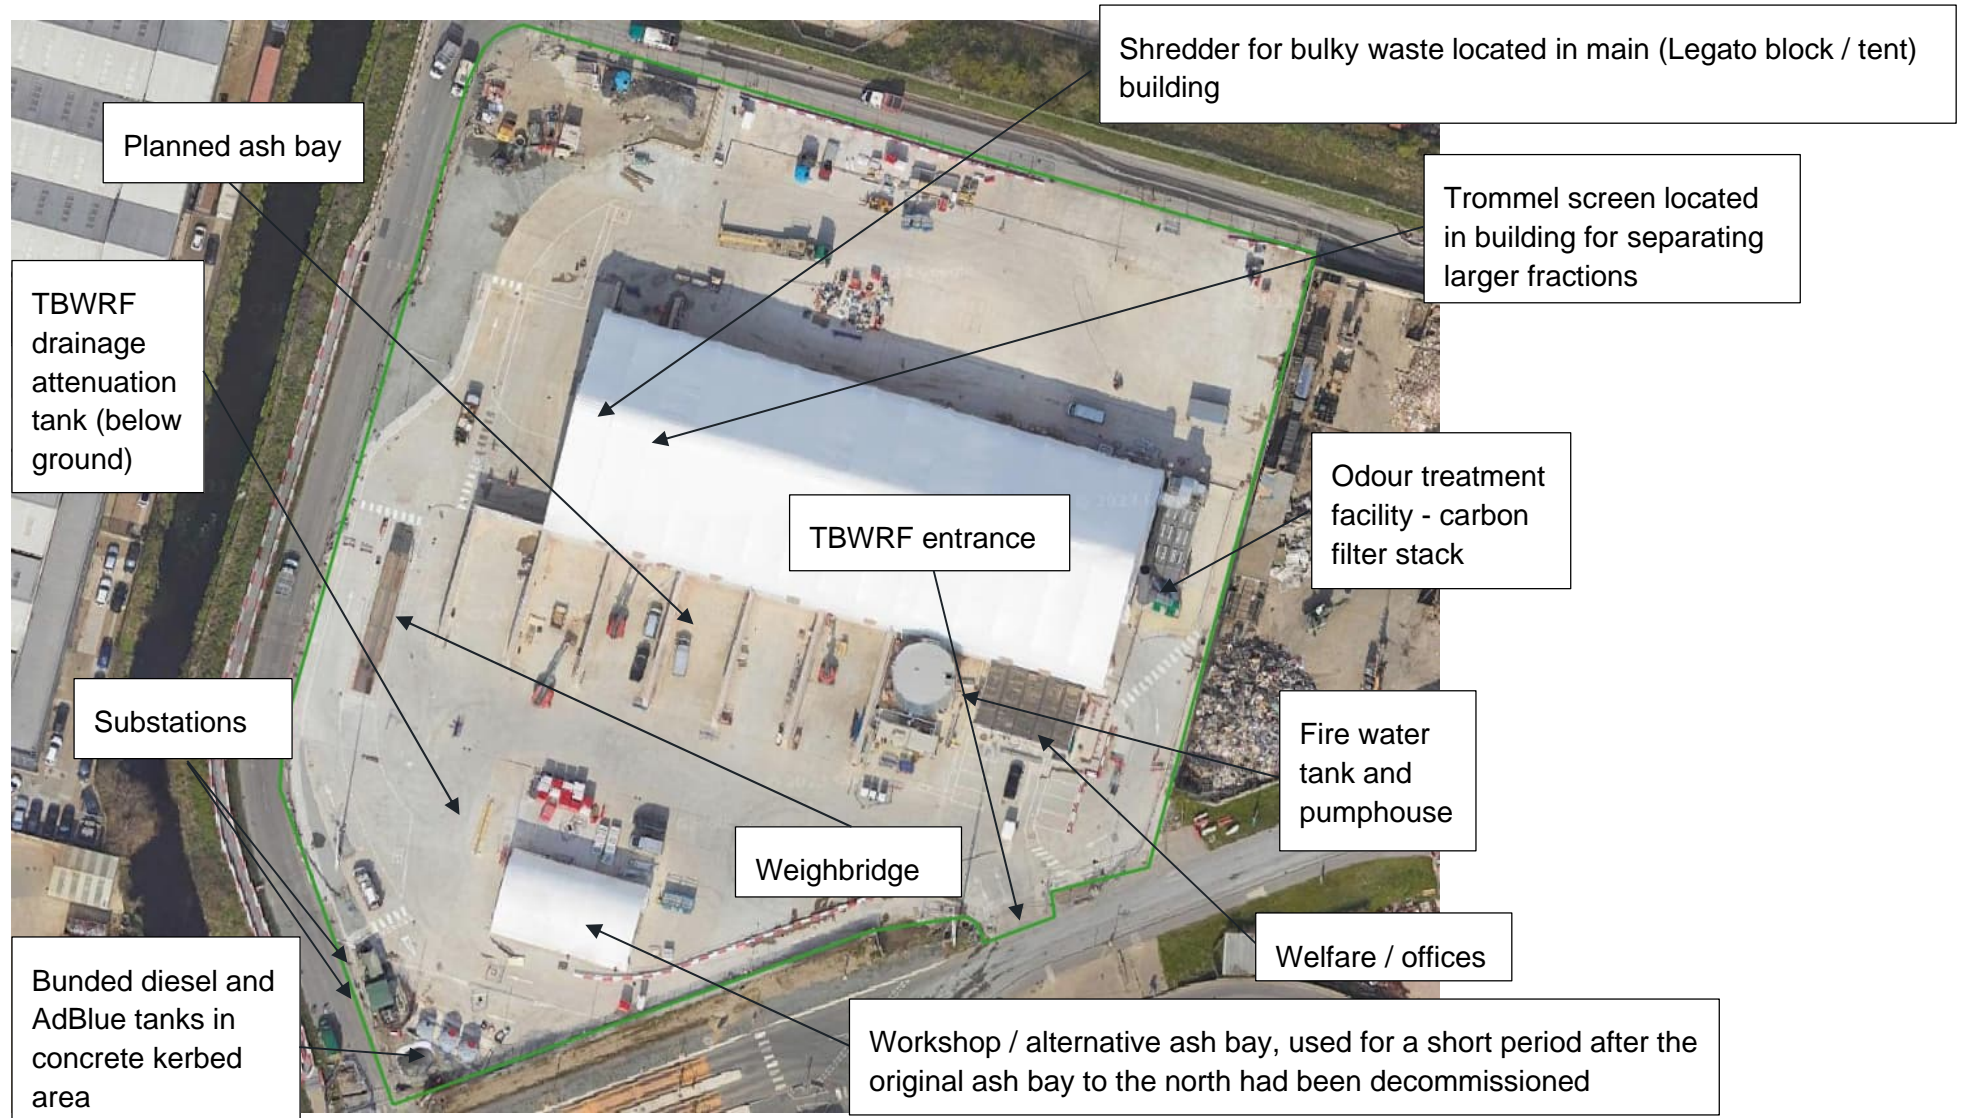 Shredder for bulky waste located in main (Legato block / tent)
building
Planned ash bay
Trommel screen located
in building for separating
larger fractions
TBWRF
drainage
attenuation
tank (below
ground)
Odour treatment
facility - carbon
filter stack
TBWRF entrance
Substations
Fire water
tank and
pumphouse
Weighbridge
Welfare / offices
Bunded diesel and
AdBlue tanks in
concrete kerbed
area
Workshop / alternative ash bay, used for a short period after the
original ash bay to the north had been decommissioned